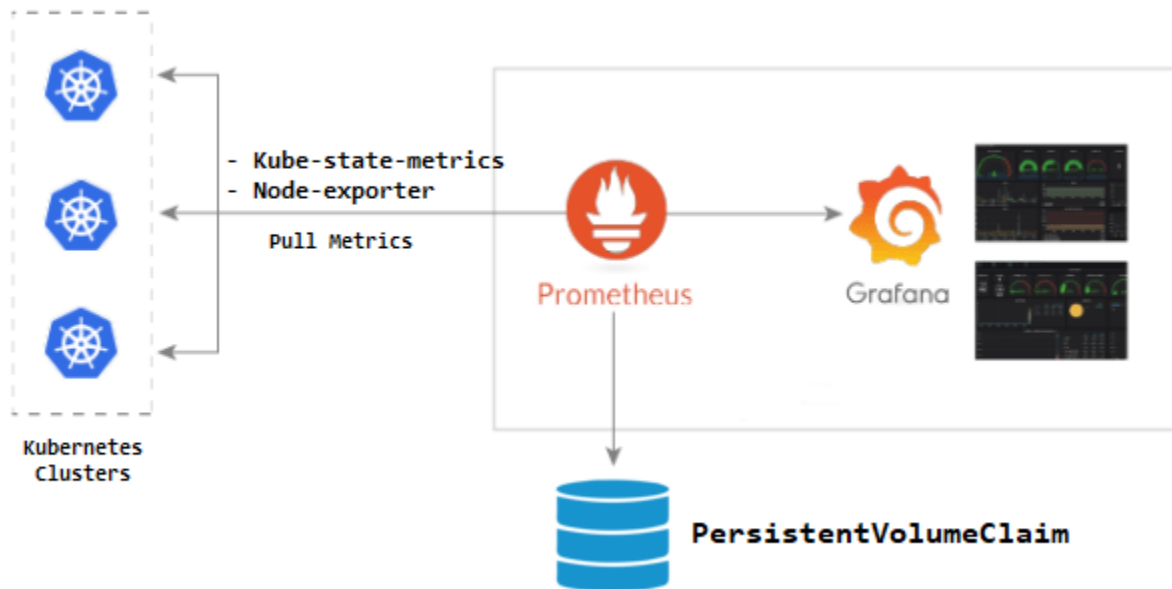 - Kube-state-metrics
- Node-exporter
Pull Metrics
Prometheus
Grafana
Kubernetes
Clusters
PersistentVolumeClaim